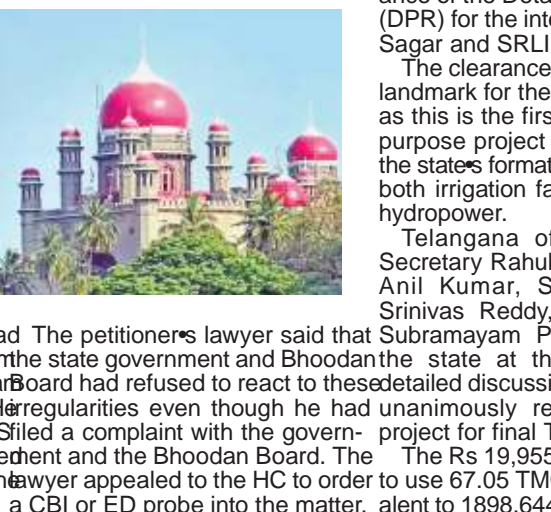 ad
The petitioner•s lawyer said that
the state government and Bhoodan
Board had refused to react to these
irregularities even though he had
filed a complaint with the govern-
ment and the Bhoodan Board. The
lawyer appealed to the HC to order
a CBI or ED probe into the matter.
ance of the Deta
(DPR) for the inte
Sagar and SRLI
The clearance
landmark for the
as this is the firs
purpose project
the state•s format
both irrigation fa
hydropower.
Telangana of
Secretary Rahul
Anil Kumar, S
Srinivas Reddy,
Subramayam P
the state at th
detailed discussi
unanimously re
project for final T
The Rs 19,955
to use 67.05 TM
alent to 1898.644